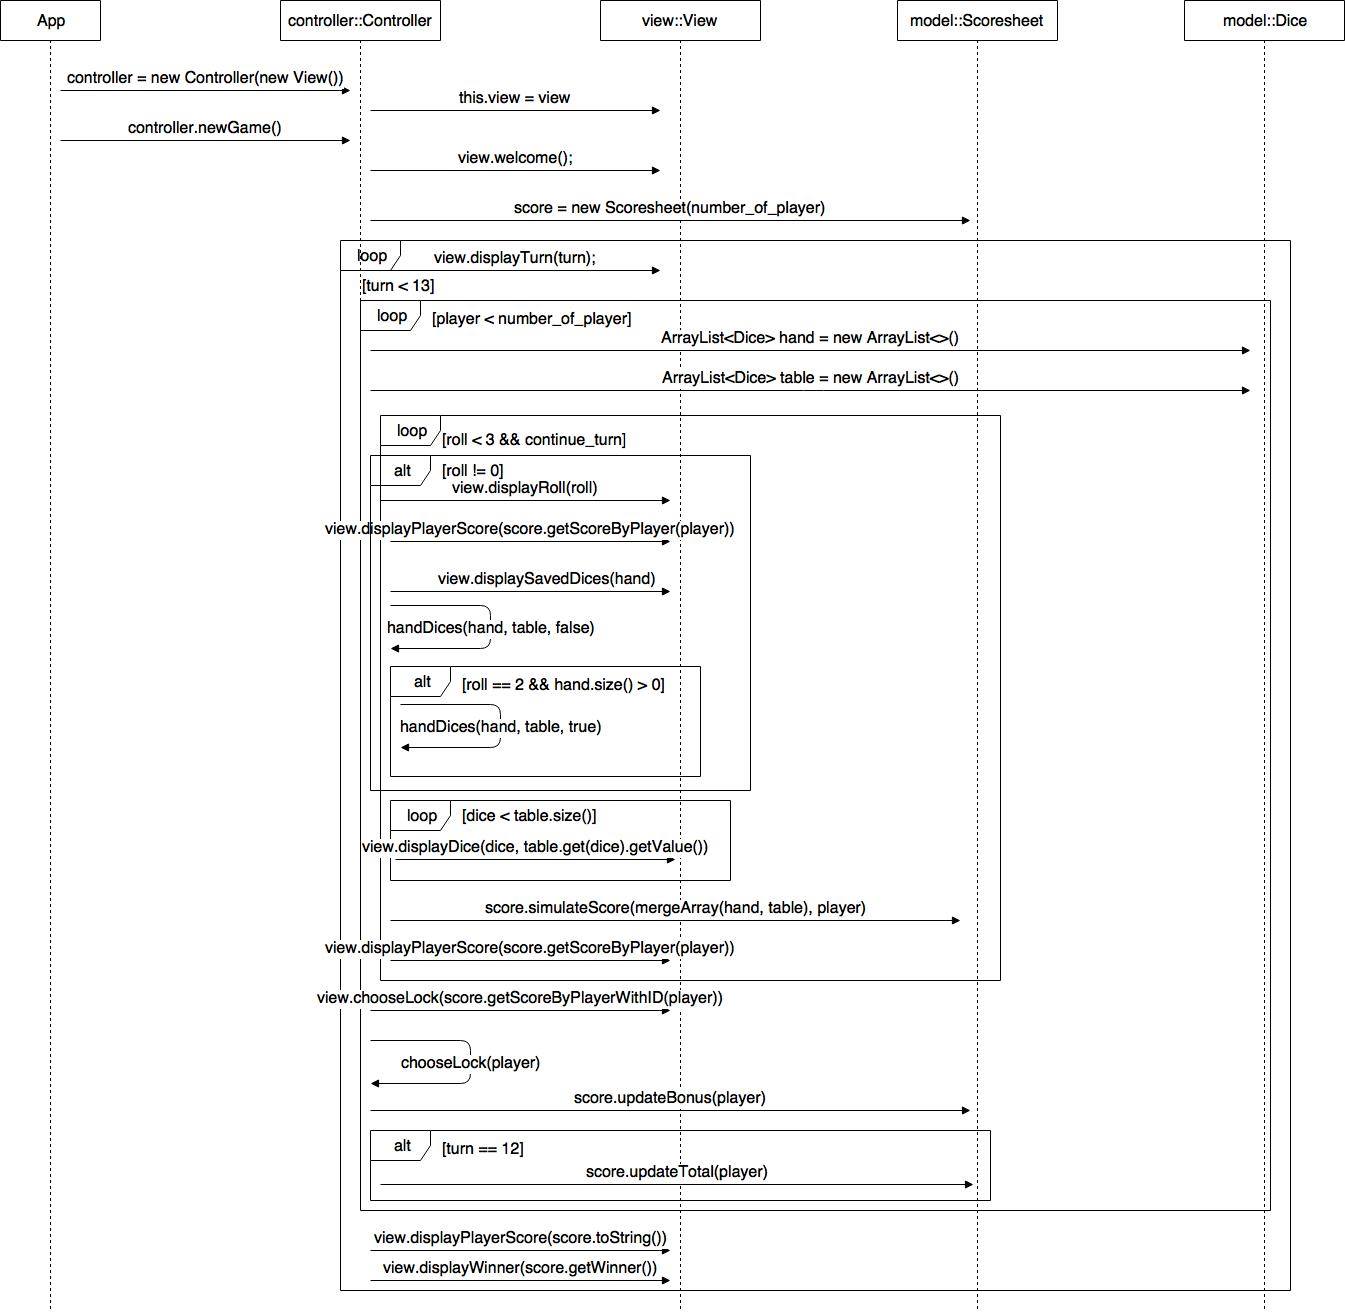 App
controller::Controller
view::View
model::Scoresheet
model::Dice
controller = new Controller(new View())
this.view = view
controller.newGame()
view.welcome();
score = new Scoresheet(number_of_player)
loop
view.displayTurn(turn);
[turn < 13]
loop
[player < number_of_player]
ArrayList<Dice> hand = new ArrayList<>()
ArrayList<Dice> table = new ArrayList<>()
loop
[roll < 3 && continue_turn]
alt
[roll != 0]
view.displayRoll(roll)
view.displayPlayerScore(score.getScoreByPlayer(player))
view.displaySavedDices(hand)
handDices(hand, table, false)
alt
[roll == 2 && hand.size() > 0]
handDices(hand, table, true)
loop
[dice < table.size()]
view.displayDice(dice, table.get(dice).getValue())
score.simulateScore(mergeArray(hand, table), player)
view.displayPlayerScore(score.getScoreByPlayer(player))
view.chooseLock(score.getScoreByPlayerWithID(player))
chooseLock(player)
score.updateBonus(player)
alt
[turn == 12]
score.updateTotal(player)
view.displayPlayerScore(score.toString())
view.displayWinner(score.getWinner())